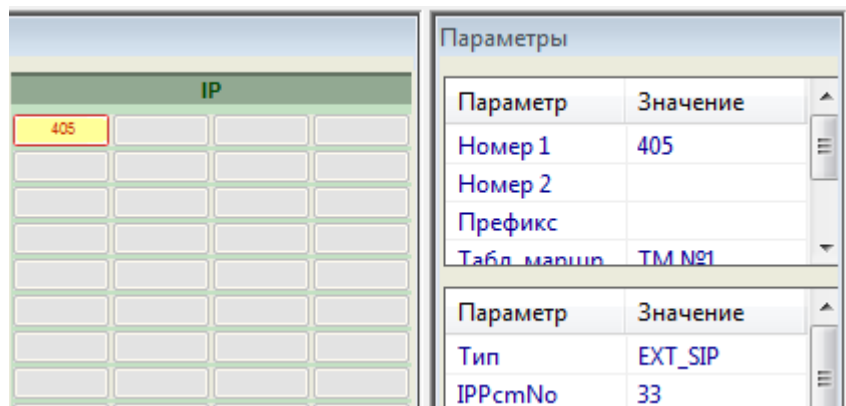 IP
405
Параметры
Параметр Значение
Номер 1 405
Номер 2
Префикс
Табл. маршр ТМ №1
Параметр Значение
Тип EXT_SIP
IPPcmNo 33